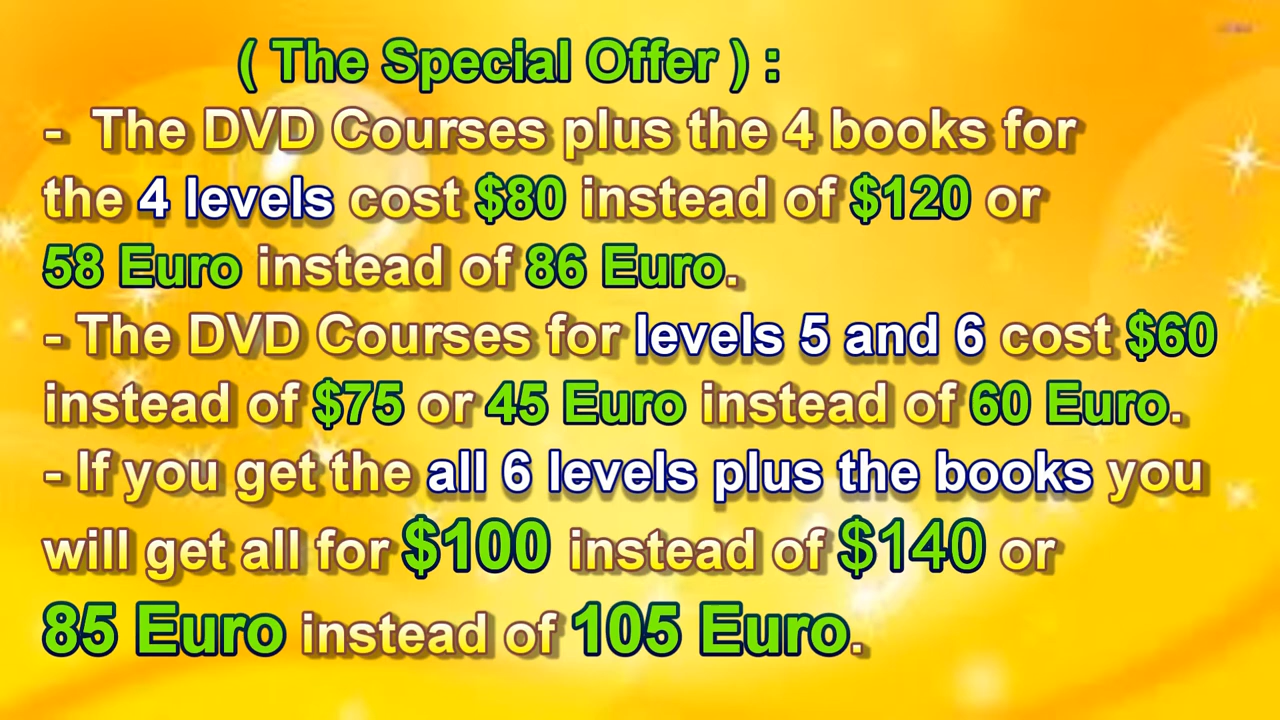 ( The Special Offer ) :
- The DVD Courses plus the 4 books for
the 4 levels cost $80 instead of $120 or
58 Euro instead of 86 Euro.
- The DVD Courses for levels 5 and 6 cost $60
instead of $75 or 45 Euro instead of 60 Euro.
- If you get the all 6 levels plus the books you
will get all for $100 instead of $140 or
85 Euro instead of 105 Euro.